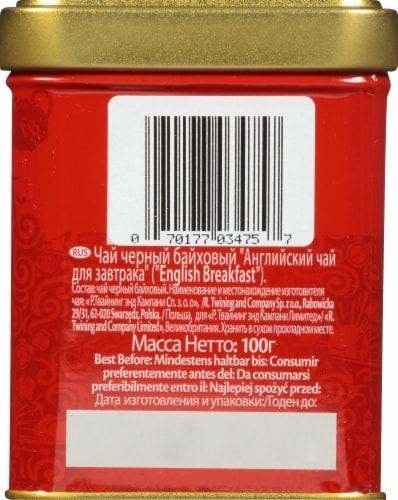 0 70177 03475 7
RUS Чай черный байховый "Английский чай
для завтрака" ("English Breakfast").
Состав: чай черный байховый. Наименование и местонахождение изготовителя
чая: «Р.Твайнинг энд Кампани Сп. з о. о.» /R. Twining and Company Sp. z o.o., Rabowicka
29/31, 62-020 Swarzędz, Polska./ Польша, для «Р. Твайнинг энд Кампани Лимитед»/ «R.
Twining and Company Limited», Великобритания. Хранить в сухом прохладном месте.
Масса Нетто: 100г
Best Before: Mindestens haltbar bis: Consumir
preferentemente antes del: Da consumarsi
preferibilmente entro il: Najlepiej spożyć przed:
Дата изготовления и упаковки:/Годен до: